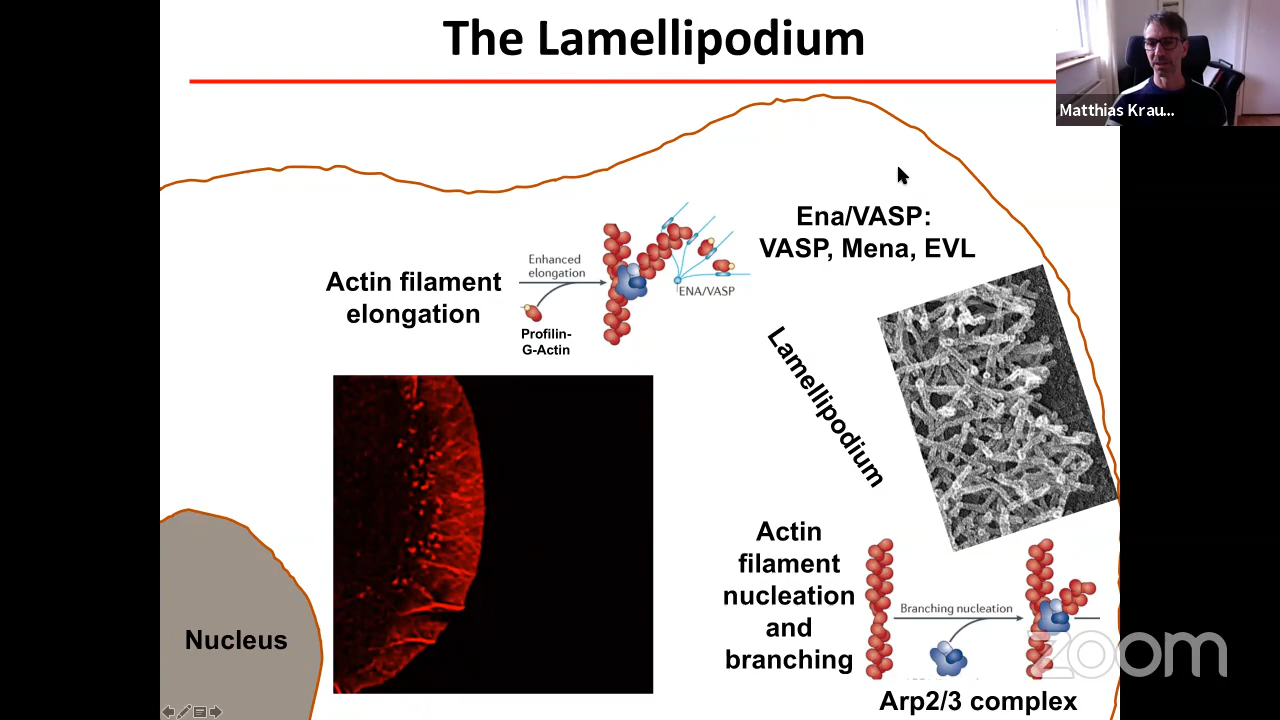 The Lamellipodium
Matthias Krau...
Ena/VASP:
VASP, Mena, EVL
Actin filament
elongation
Enhanced
elongation
ENA/VASP
Profilin-
G-Actin
Lamellipodium
Actin
filament
nucleation
and
branching
Branching nucleation
Nucleus
zoom
Arp2/3 complex